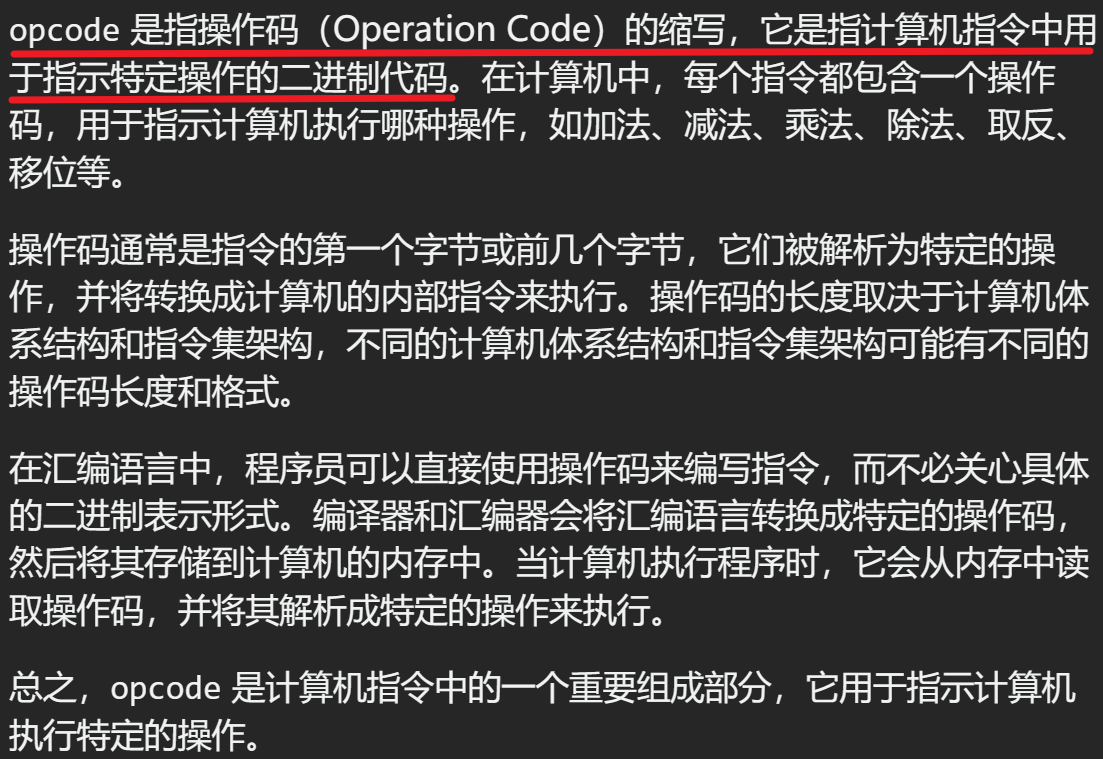 opcode 是指操作码（Operation Code）的缩写，它是指计算机指令中用
于指示特定操作的二进制代码。在计算机中，每个指令都包含一个操作
码，用于指示计算机执行哪种操作，如加法、减法、乘法、除法、取反、
移位等。
操作码通常是指令的第一个字节或前几个字节，它们被解析为特定的操
作，并将转换成计算机的内部指令来执行。操作码的长度取决于计算机体
系结构和指令集架构，不同的计算机体系结构和指令集架构可能有不同的
操作码长度和格式。
在汇编语言中，程序员可以直接使用操作码来编写指令，而不必关心具体
的二进制表示形式。编译器和汇编器会将汇编语言转换成特定的操作码，
然后将其存储到计算机的内存中。当计算机执行程序时，它会从内存中读
取操作码，并将其解析成特定的操作来执行。
总之，opcode 是计算机指令中的一个重要组成部分，它用于指示计算机
执行特定的操作。